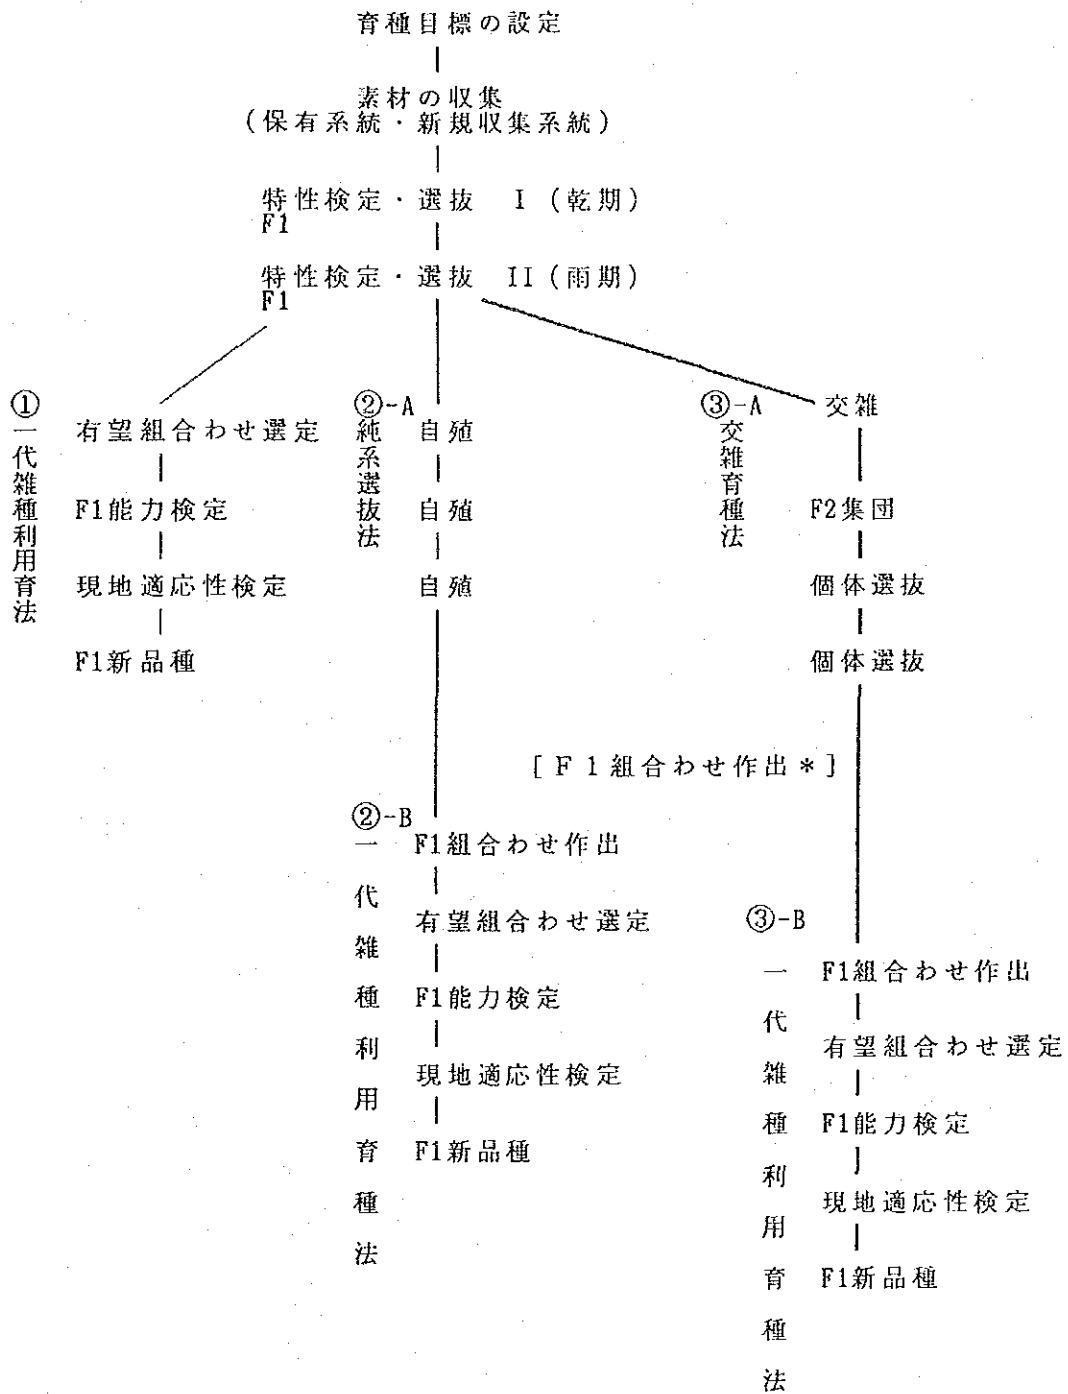 育種目標の設定
素材の収集
(保有系統・新規収集系統)
特性検定・選抜 I (乾期)
F1
特性検定・選抜 II (雨期)
F1
①
一代雑種利用育法
有望組合わせ選定
F1能力検定
現地適応性検定
F1新品種
②-A
純系選抜法
自殖
自殖
自殖
②-B
一代雑種利用育種法
F1組合わせ作出
有望組合わせ選定
F1能力検定
現地適応性検定
F1新品種
③-A
交雑育種法
交雑
F2集団
個体選抜
個体選抜
[F1組合わせ作出*]
③-B
一代雑種利用育種法
F1組合わせ作出
有望組合わせ選定
F1能力検定
現地適応性検定
F1新品種